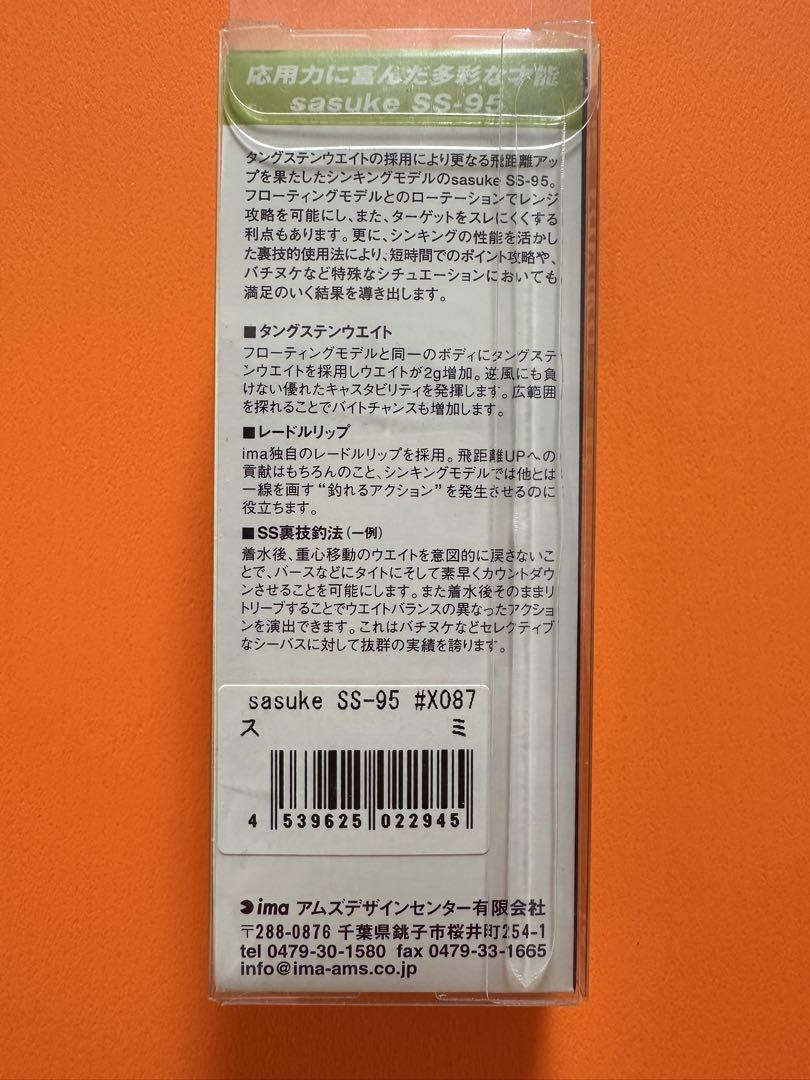 応用力に富んだ多彩な才能
sasuke SS-95
タングステンウエイトの採用により更なる飛距離アッ
プを果たしたシンキングモデルのsasuke SS-95。
フローティングモデルとのローテーションでレンジ
攻略を可能にし、また、ターゲットをスレにくくする
利点もあります。更に、シンキングの性能を活かし
た裏技的使用法により、短時間でのポイント攻略や、
バチヌケなど特殊なシチュエーションにおいても
満足のいく結果を導き出します。
■タングステンウエイト
フローティングモデルと同一のボディにタングステ
ンウエイトを採用しウエイトが2g増加。逆風にも負
けない優れたキャスタビリティを発揮します。広範囲
を探れることでバイトチャンスも増加します。
■レードルリップ
ima独自のレードルリップを採用。飛距離UPへの
貢献はもちろんのこと、シンキングモデルでは他とは
一線を画す“釣れるアクション”を発生させるのに
役立ちます。
■SS裏技釣法(一例)
着水後、重心移動のウエイトを意図的に戻さないこ
とで、バースなどにタイトにそして素早くカウントダウ
ンさせることを可能にします。また着水後そのままリ
トリーブすることでウエイトバランスの異なったアクショ
ンを演出できます。これはバチヌケなどセレクティブ
なシーバスに対して抜群の実績を誇ります。
sasuke SS-95 #X087
ス ミ
4 539625 022945
ima アムズデザインセンター有限会社
〒288-0876 千葉県銚子市桜井町254-1
tel 0479-30-1580 fax 0479-33-1665
info@ima-ams.co.jp